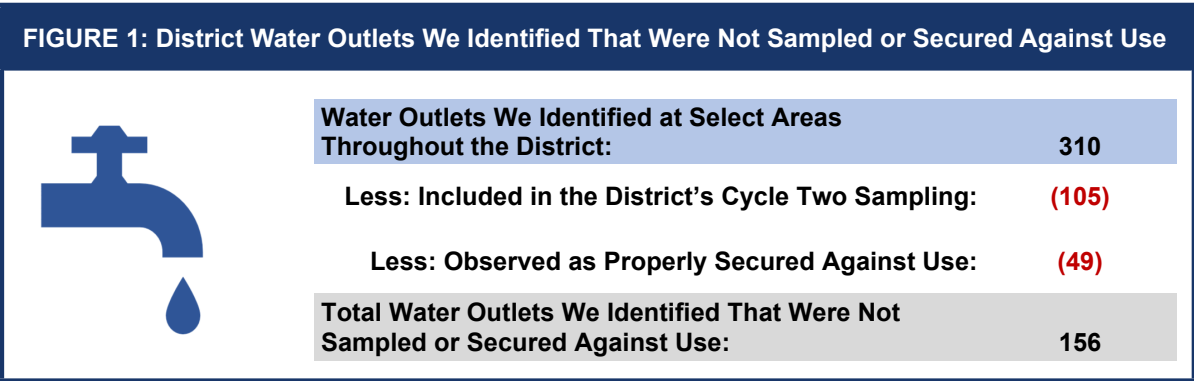 FIGURE 1: District Water Outlets We Identified That Were Not Sampled or Secured Against Use
Water Outlets We Identified at Select Areas
Throughout the District: 310
Less: Included in the District’s Cycle Two Sampling: (105)
Less: Observed as Properly Secured Against Use: (49)
Total Water Outlets We Identified That Were Not
Sampled or Secured Against Use: 156